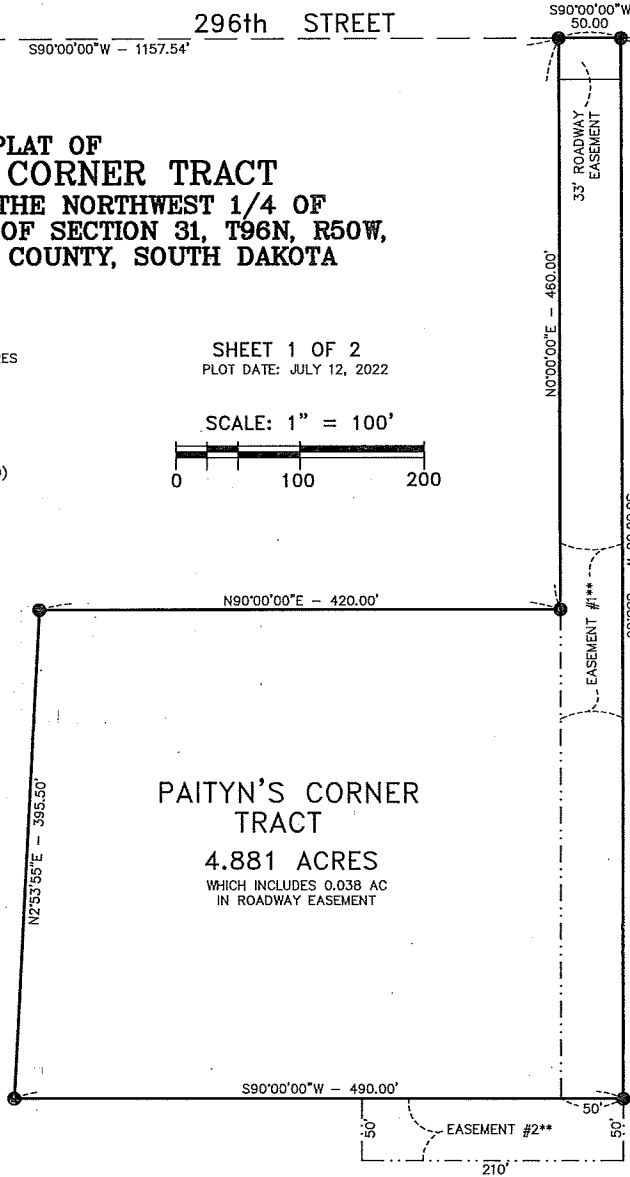 296th STREET
S90°00'00"W
50.00
S90°00'00"W - 1157.54'
PLAT OF
CORNER TRACT
THE NORTHWEST 1/4 OF
OF SECTION 31, T96N, R50W,
COUNTY, SOUTH DAKOTA
33' ROADWAY
EASEMENT
N0°00'00"E - 460.00'
SHEET 1 OF 2
PLOT DATE: JULY 12, 2022
SCALE: 1" = 100'
0 100 200
N90°00'00"E - 420.00'
EASEMENT #1**
N2°53'55"E - 395.50'
PAITYN'S CORNER
TRACT
4.881 ACRES
WHICH INCLUDES 0.038 AC
IN ROADWAY EASEMENT
S90°00'00"W - 490.00'
50'
50'
EASEMENT #2**
50'
210'